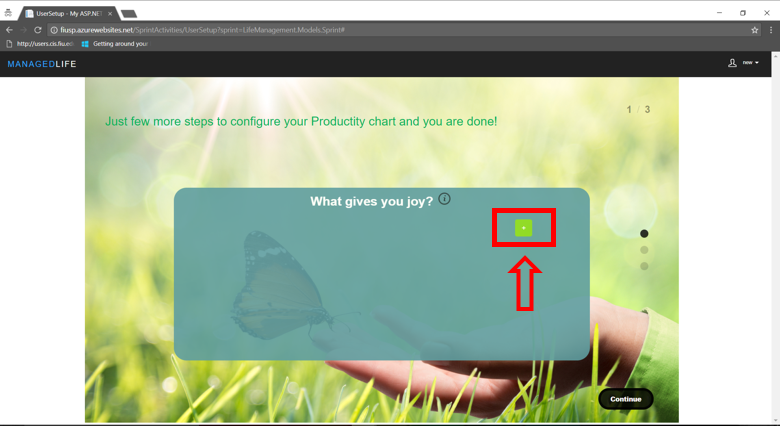 UserSetup - My ASP.NET
fiusp.azurewebsites.net/SprintActivities/UserSetup?sprint=LifeManagement.Models.Sprint#
http://users.cis.fiu.ed
Getting around your
MANAGEDLIFE
new
1 / 3
Just few more steps to configure your Productity chart and you are done!
What gives you joy? i
+
Continue